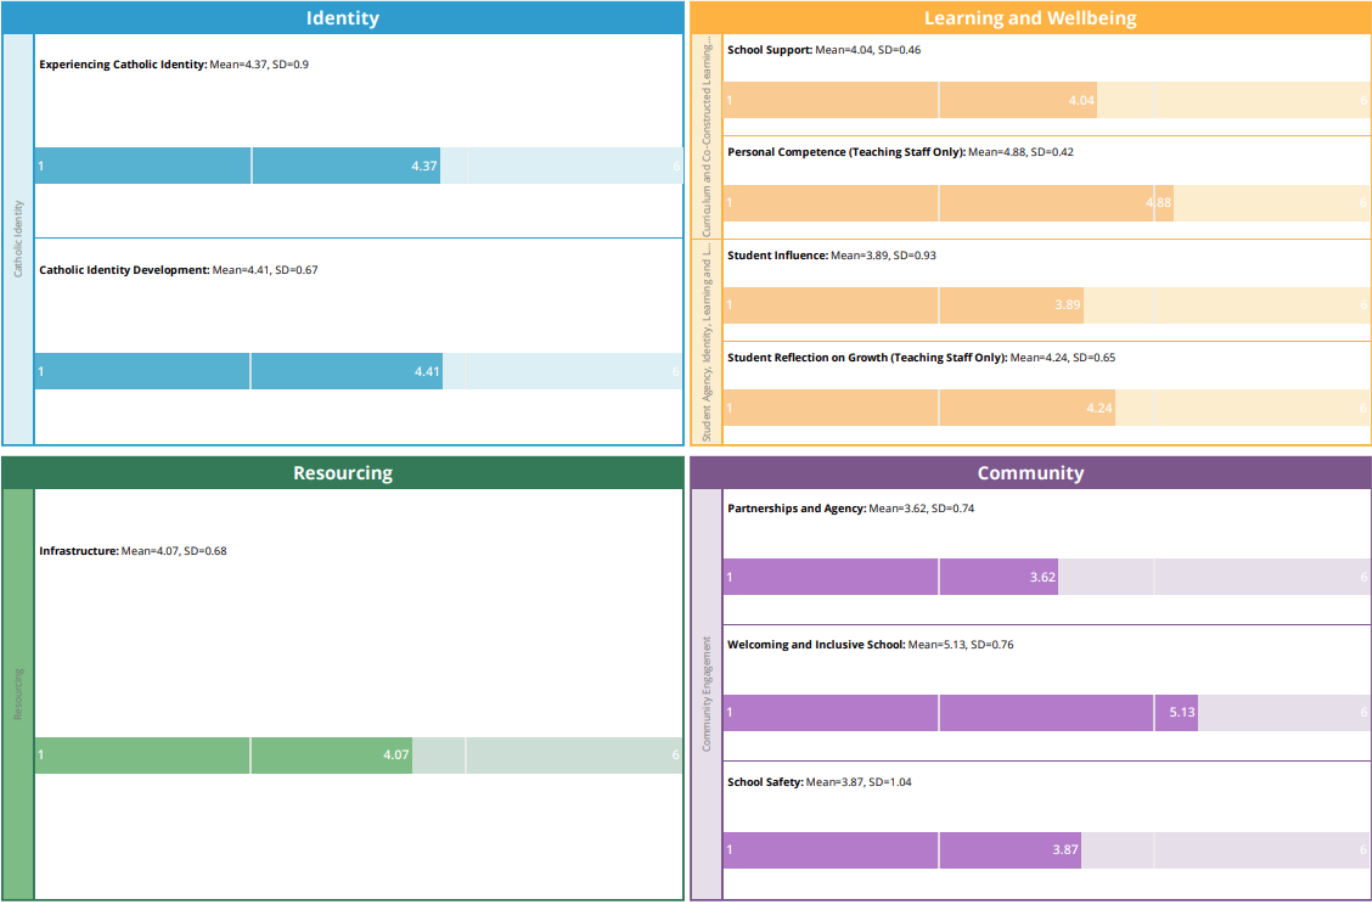 Identity
Catholic Identity
Experiencing Catholic Identity: Mean=4.37, SD=0.9
1 4.37 6
Catholic Identity Development: Mean=4.41, SD=0.67
1 4.41 6
Learning and Wellbeing
Curriculum and Co-Constructed Learning...
School Support: Mean=4.04, SD=0.46
1 4.04 6
Personal Competence (Teaching Staff Only): Mean=4.88, SD=0.42
1 4.88 6
Student Agency, Identity, Learning and L...
Student Influence: Mean=3.89, SD=0.93
1 3.89 6
Student Reflection on Growth (Teaching Staff Only): Mean=4.24, SD=0.65
1 4.24 6
Resourcing
Resourcing
Infrastructure: Mean=4.07, SD=0.68
1 4.07 6
Community
Community Engagement
Partnerships and Agency: Mean=3.62, SD=0.74
1 3.62 6
Welcoming and Inclusive School: Mean=5.13, SD=0.76
1 5.13 6
School Safety: Mean=3.87, SD=1.04
1 3.87 6